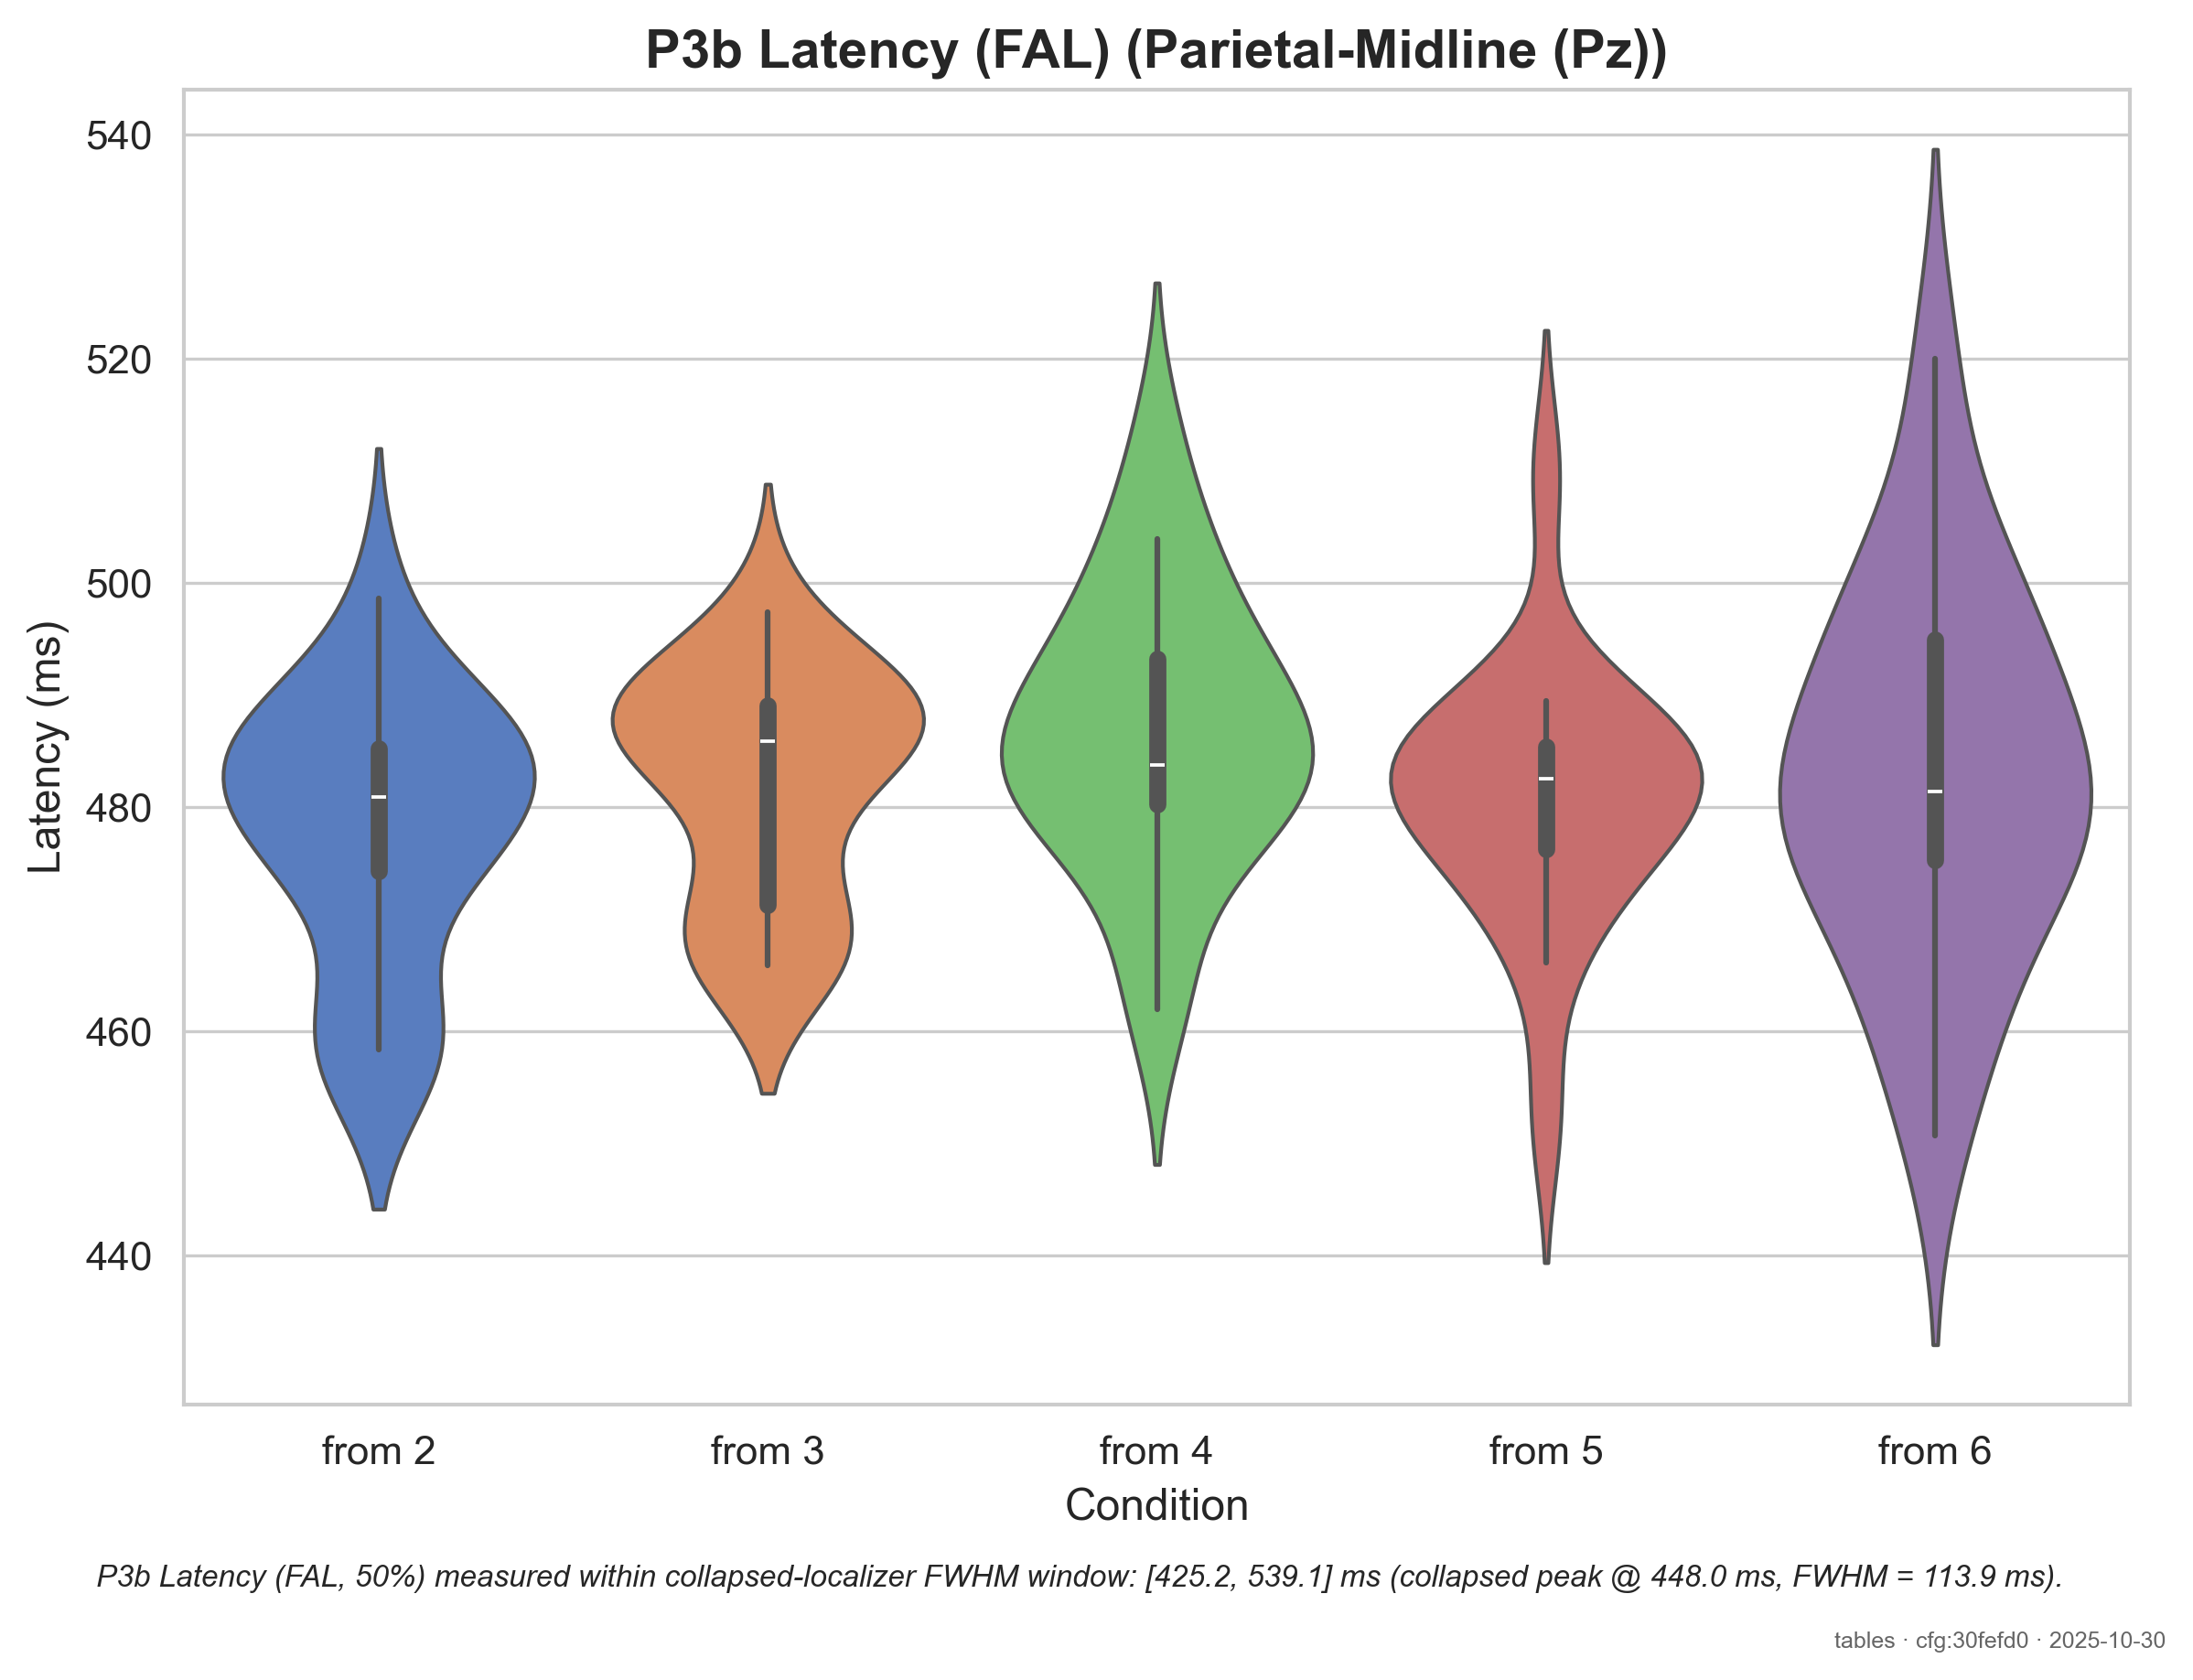 P3b Latency (FAL) (Parietal-Midline (Pz))
540
520
500
480
460
440
Latency (ms)
from 2 from 3 from 4 from 5 from 6
Condition
P3b Latency (FAL, 50%) measured within collapsed-localizer FWHM window: [425.2, 539.1] ms (collapsed peak @ 448.0 ms, FWHM = 113.9 ms).
tables · cfg:30fefd0 · 2025-10-30